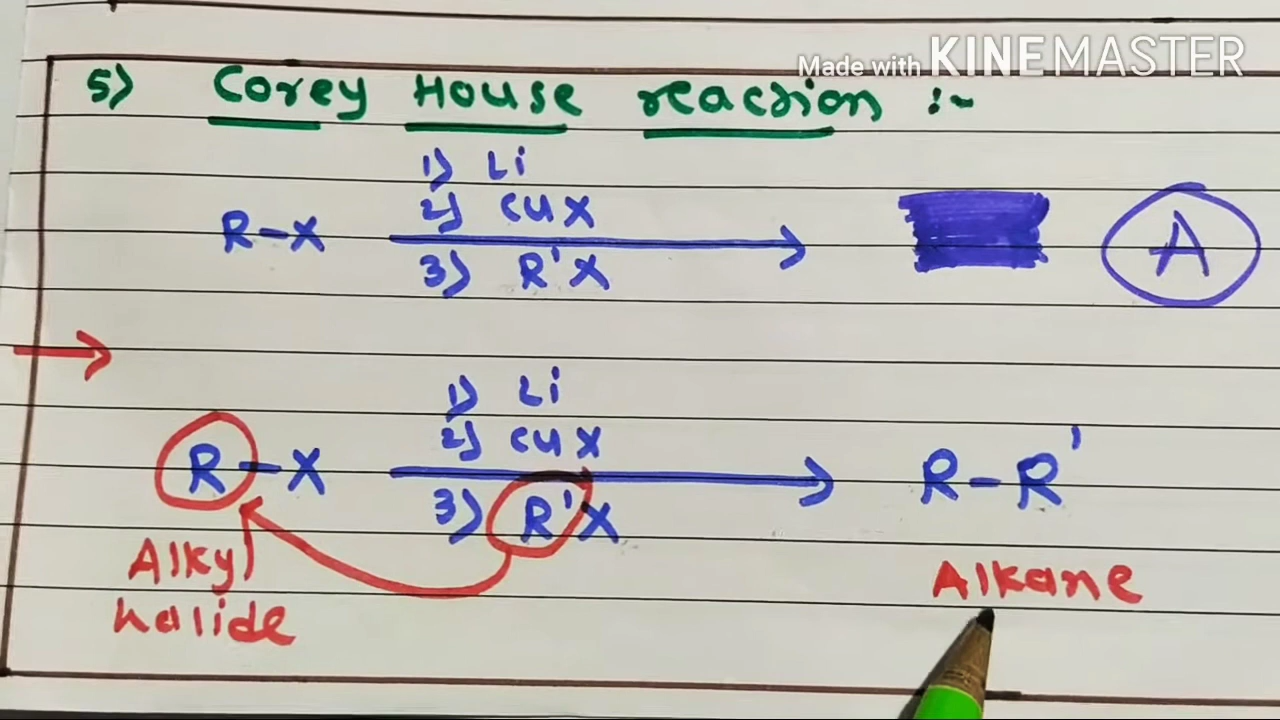 Made with KINEMASTER
5) Corey House reaction :-
1) Li
2) CuX
R-X
3) R'X
A
1) Li
2) CuX
R-X
R-R'
3) R'X
Alkyl
halide
Alkane